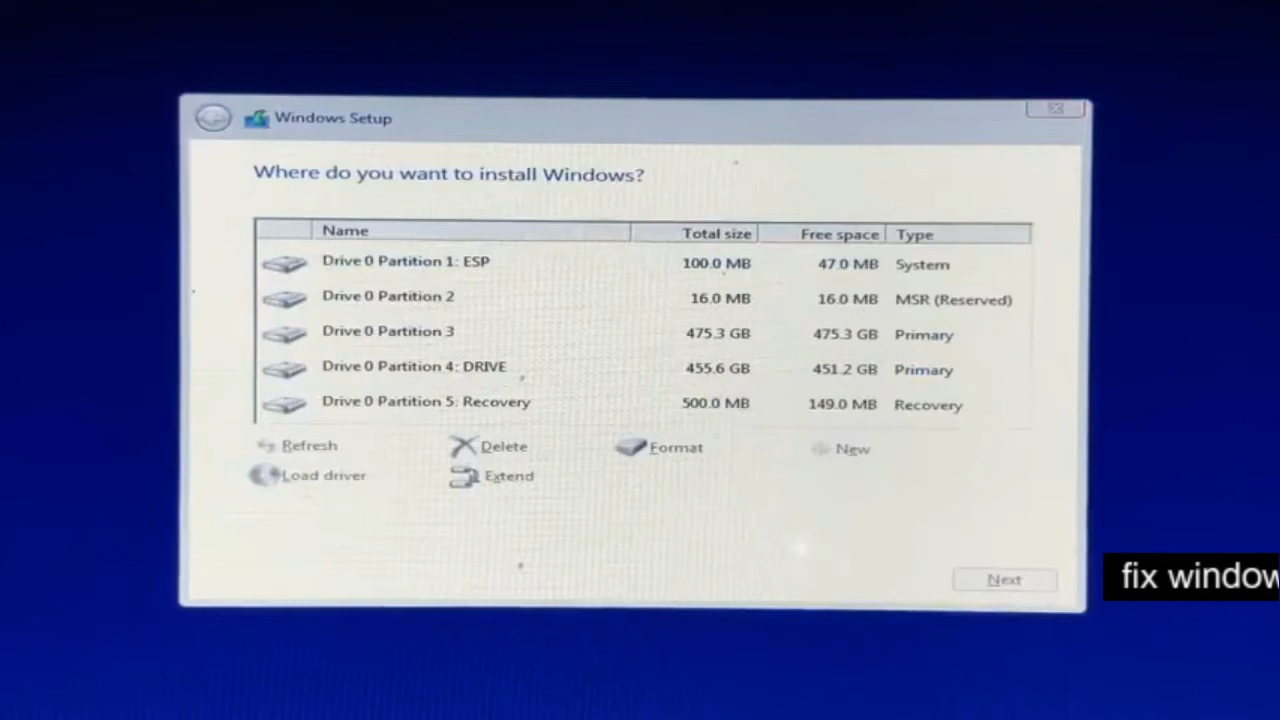 Windows Setup
Where do you want to install Windows?
Name Total size Free space Type
Drive 0 Partition 1: ESP 100.0 MB 47.0 MB System
Drive 0 Partition 2 16.0 MB 16.0 MB MSR (Reserved)
Drive 0 Partition 3 475.3 GB 475.3 GB Primary
Drive 0 Partition 4: DRIVE 455.6 GB 451.2 GB Primary
Drive 0 Partition 5: Recovery 500.0 MB 149.0 MB Recovery
Refresh Delete Format New
Load driver Extend
Next
fix window